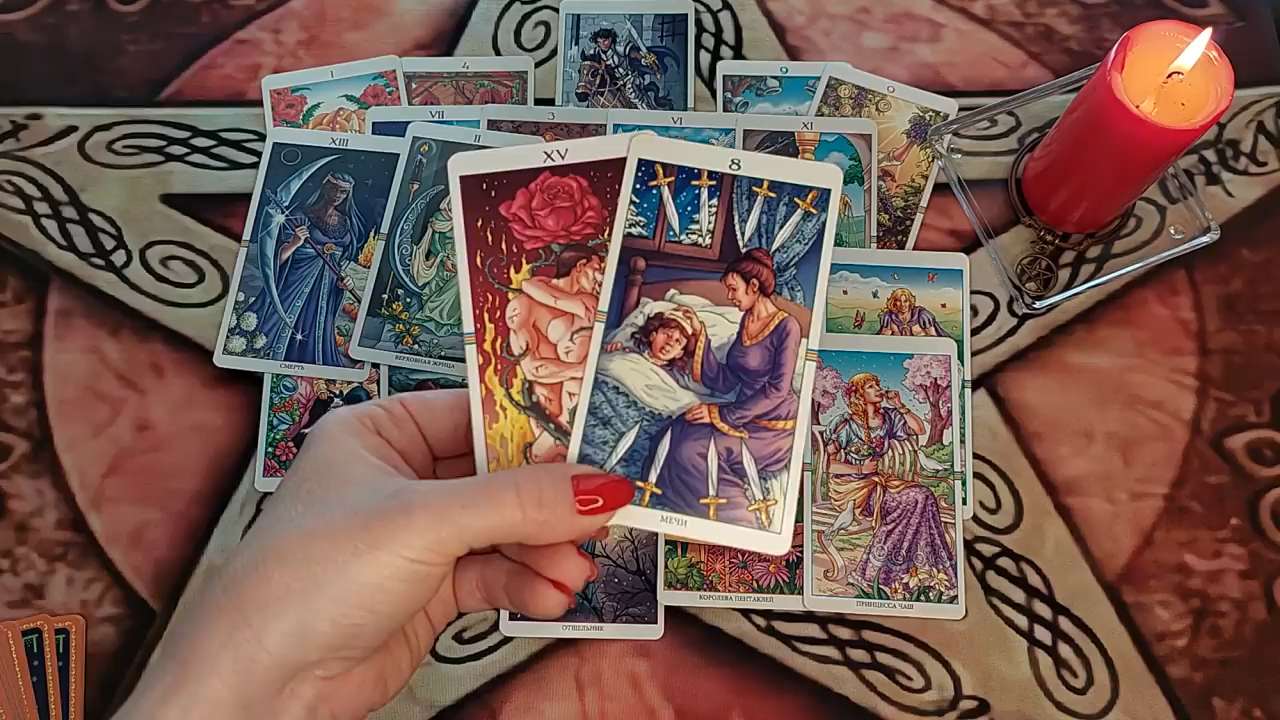 I
4
9
9
VII
3
VI
XI
XIII
II
XV
8
СМЕРТЬ
ВЕРХОВНАЯ ЖРИЦА
МЕЧИ
КОРОЛЕВА ПЕНТАКЛЕЙ
ПРИНЦЕССА ЧАШ
ОТШЕЛЬНИК